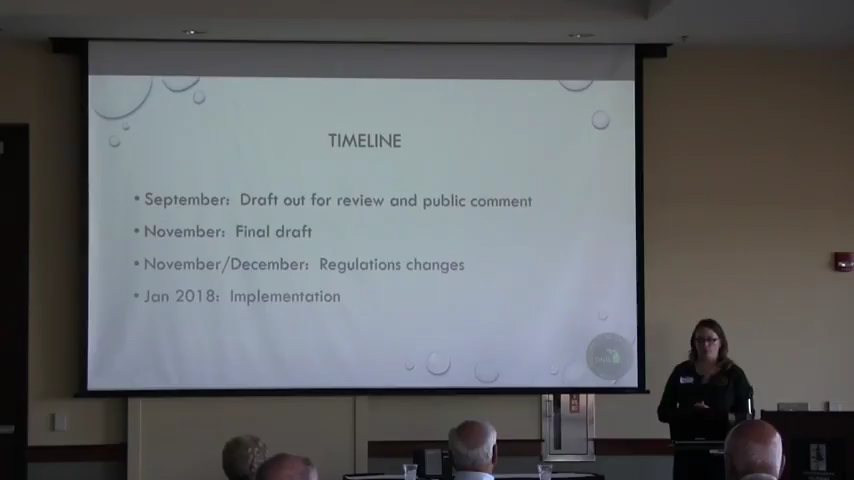 TIMELINE
• September: Draft out for review and public comment
• November: Final draft
• November/December: Regulations changes
• Jan 2018: Implementation